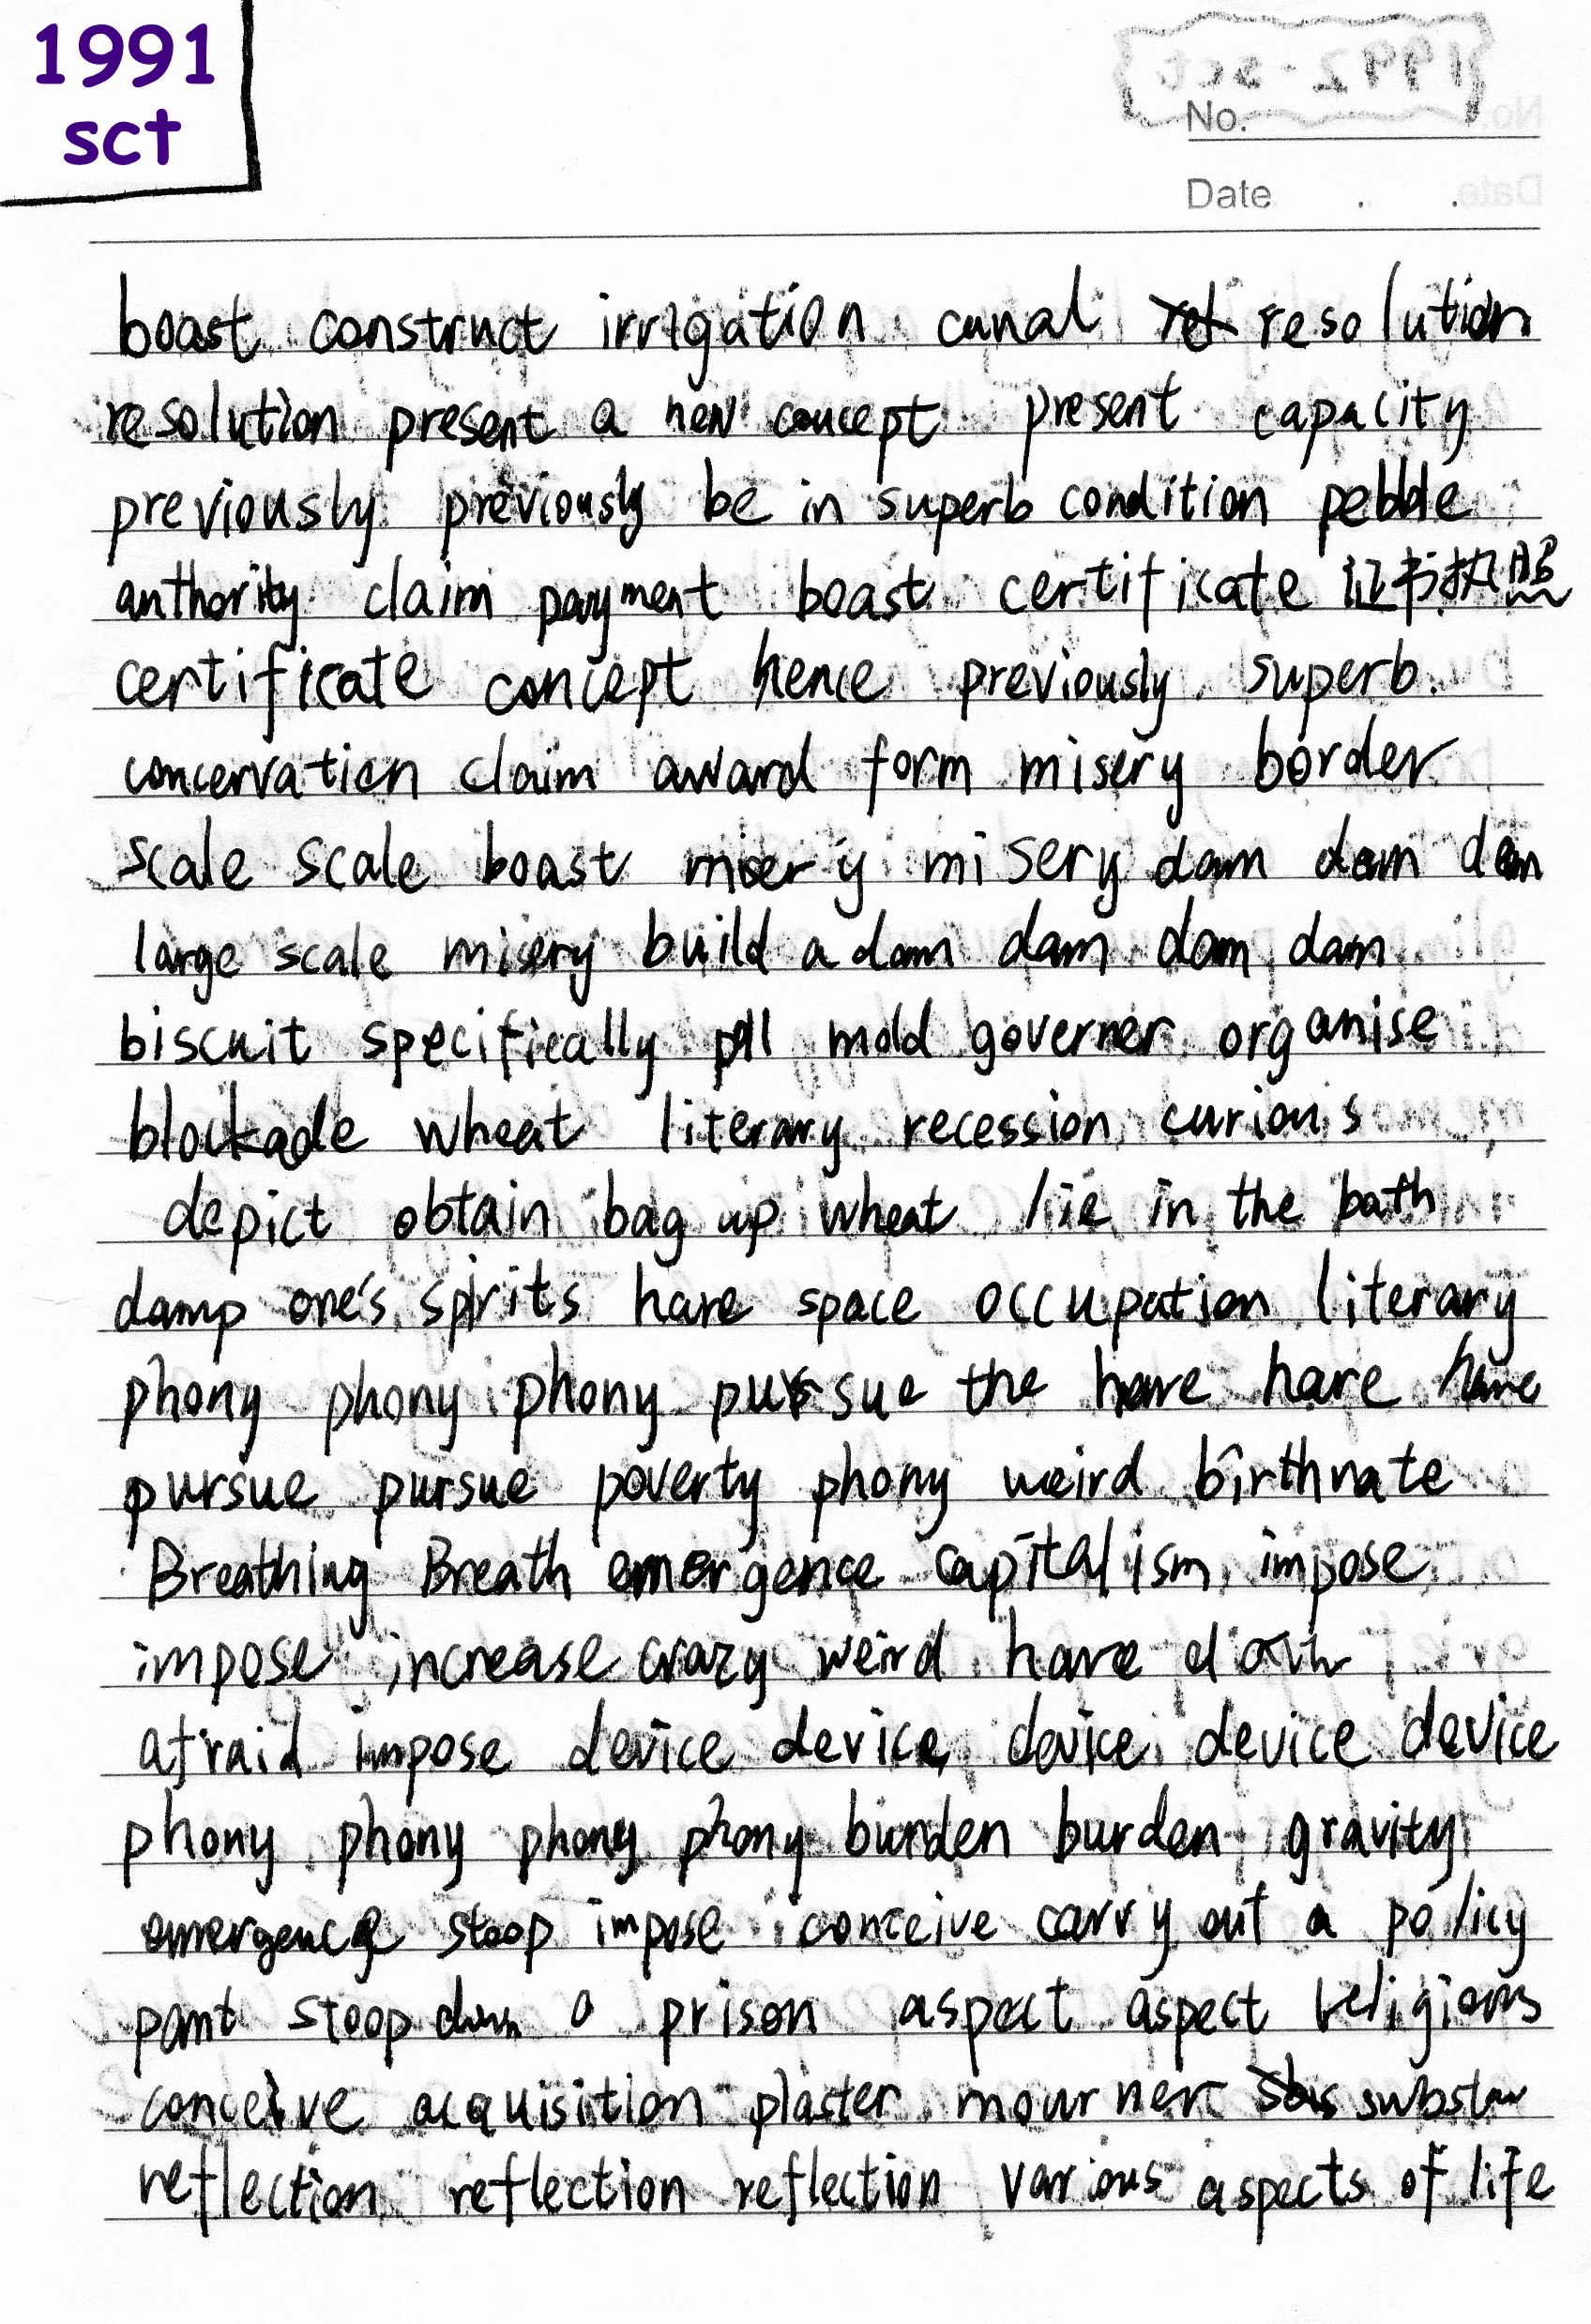 1991
sct
No.
Date . .
boast construct irrigation canal resolution
resolution present a new concept present capacity
previously previously be in superb condition pebble
authority claim payment boast certificate 证书执照
certificate concept hence previously superb.
concervation claim award form misery border
scale scale boast misery misery dam dam dam
large scale misery build a dam dam dam dam
biscuit specifically pill mold governer organise
blockade wheat literary recession curious
depict obtain bag up wheat lie in the bath
damp one's spirits hare space occupation literary
phony phony phony pursue the hare hare hare
pursue pursue poverty phony weird birthrate
Breathing Breath emergence capitalism impose
impose increase crazy weird hare
afraid impose device device device device device
phony phony phony phony burden burden gravity
emergence stoop impose conceive carry out a policy
pant stoop down a prison aspect aspect religions
conceive acquisition plaster mourner
reflection reflection reflection various aspects of life